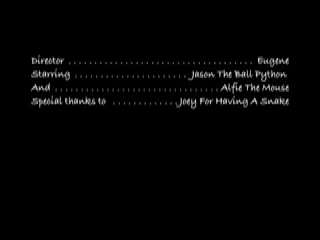 Director . . . . . . . . . . . . . . . . . . . . . . . . . . . . . . . . . . . . Eugene
Starring . . . . . . . . . . . . . . . . . . . . . . Jason The Ball Python
And . . . . . . . . . . . . . . . . . . . . . . . . . . . . . . . . Alfie The Mouse
Special thanks to . . . . . . . . . . . . . Joey For Having A Snake